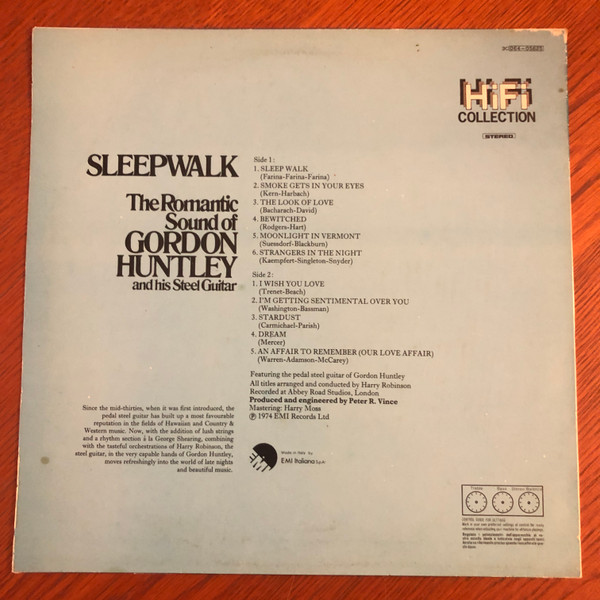 3C 064-05605
HiFi
COLLECTION
STEREO
SLEEPWALK
The Romantic
Sound of
GORDON
HUNTLEY
and his Steel Guitar
Side 1:
1. SLEEP WALK
(Farina-Farina-Farina)
2. SMOKE GETS IN YOUR EYES
(Kern-Harbach)
3. THE LOOK OF LOVE
(Bacharach-David)
4. BEWITCHED
(Rodgers-Hart)
5. MOONLIGHT IN VERMONT
(Suessdorf-Blackburn)
6. STRANGERS IN THE NIGHT
(Kaempfert-Singleton-Snyder)
Side 2:
1. I WISH YOU LOVE
(Trenet-Beach)
2. I'M GETTING SENTIMENTAL OVER YOU
(Washington-Bassman)
3. STARDUST
(Carmichael-Parish)
4. DREAM
(Mercer)
5. AN AFFAIR TO REMEMBER (OUR LOVE AFFAIR)
(Warren-Adamson-McCarey)
Featuring the pedal steel guitar of Gordon Huntley
All titles arranged and conducted by Harry Robinson
Recorded at Abbey Road Studios, London
Produced and engineered by Peter R. Vince
Mastering: Harry Moss
℗ 1974 EMI Records Ltd
Since the mid-thirties, when it was first introduced, the
pedal steel guitar has built up a most favourable
reputation in the fields of Hawaiian and Country &
Western music. Now, with the addition of lush strings
and a rhythm section à la George Shearing, combining
with the tasteful orchestrations of Harry Robinson, the
steel guitar, in the very capable hands of Gordon Huntley,
moves refreshingly into the world of late nights
and beautiful music.
EMI
Made in Italy by
EMI Italiana S.p.A.
Treble Bass Stereo Balance